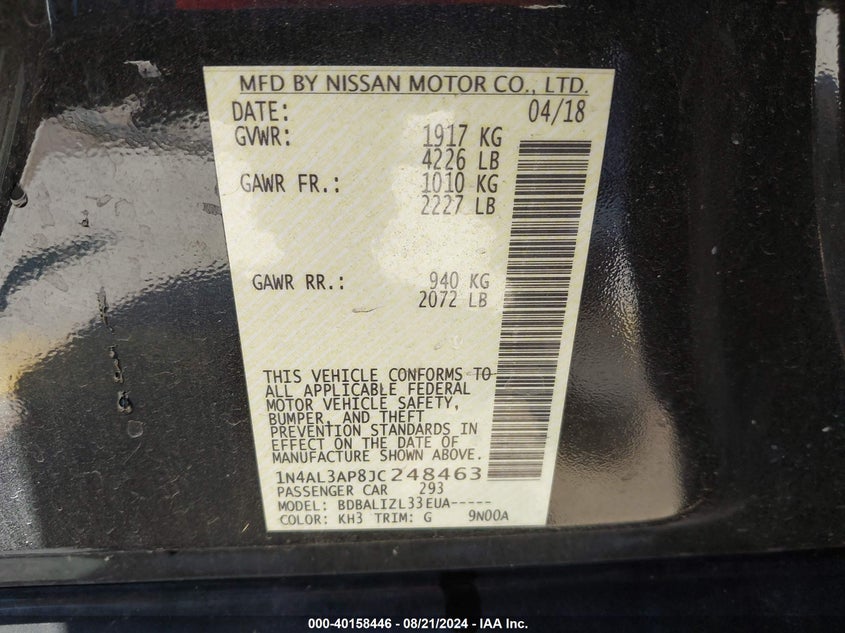 MFD BY NISSAN MOTOR CO., LTD.
DATE: 04/18
GVWR: 1917 KG
4226 LB
GAWR FR.: 1010 KG
2227 LB
GAWR RR.: 940 KG
2072 LB
THIS VEHICLE CONFORMS TO
ALL APPLICABLE FEDERAL
MOTOR VEHICLE SAFETY,
BUMPER, AND THEFT
PREVENTION STANDARDS IN
EFFECT ON THE DATE OF
MANUFACTURE SHOWN ABOVE.
1N4AL3AP8JC248463
PASSENGER CAR 293
MODEL: BDBALIZL33EUA-----
COLOR: KH3 TRIM: G 9N00A
000-40158446 - 08/21/2024 - IAA Inc.